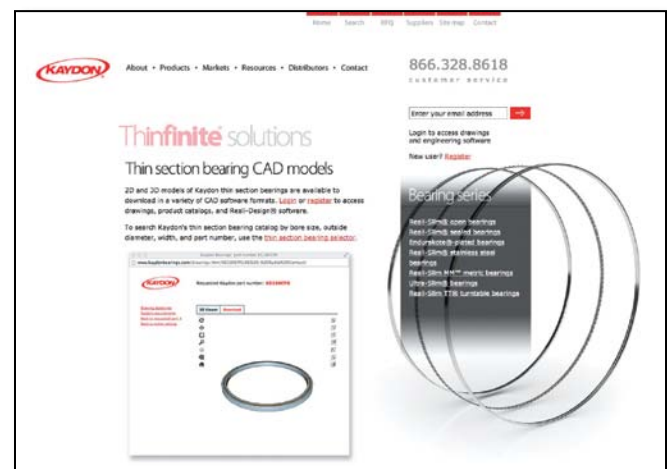 Home Search RFQ Suppliers Site map Contact
KAYDON
About • Products • Markets • Resources • Distributors • Contact
866.328.8618
customer service
Enter your email address
Login to access drawings
and engineering software
New user? Register
Thinfinite® solutions
Thin section bearing CAD models
2D and 3D models of Kaydon thin section bearings are available to
download in a variety of CAD software formats. Login or register to access
drawings, product catalogs, and Reali-Design® software.
To search Kaydon's thin section bearing catalog by bore size, outside
diameter, width, and part number, use the thin section bearing selector.
Bearing series
Reali-Slim® open bearings
Reali-Slim® sealed bearings
Endurakote®-plated bearings
Reali-Slim® stainless steel
bearings
Reali-Slim MM™ metric bearings
Ultra-Slim® bearings
Reali-Slim TT® turntable bearings
KAYDON
Requested Kaydon part number:
3D Viewer Download